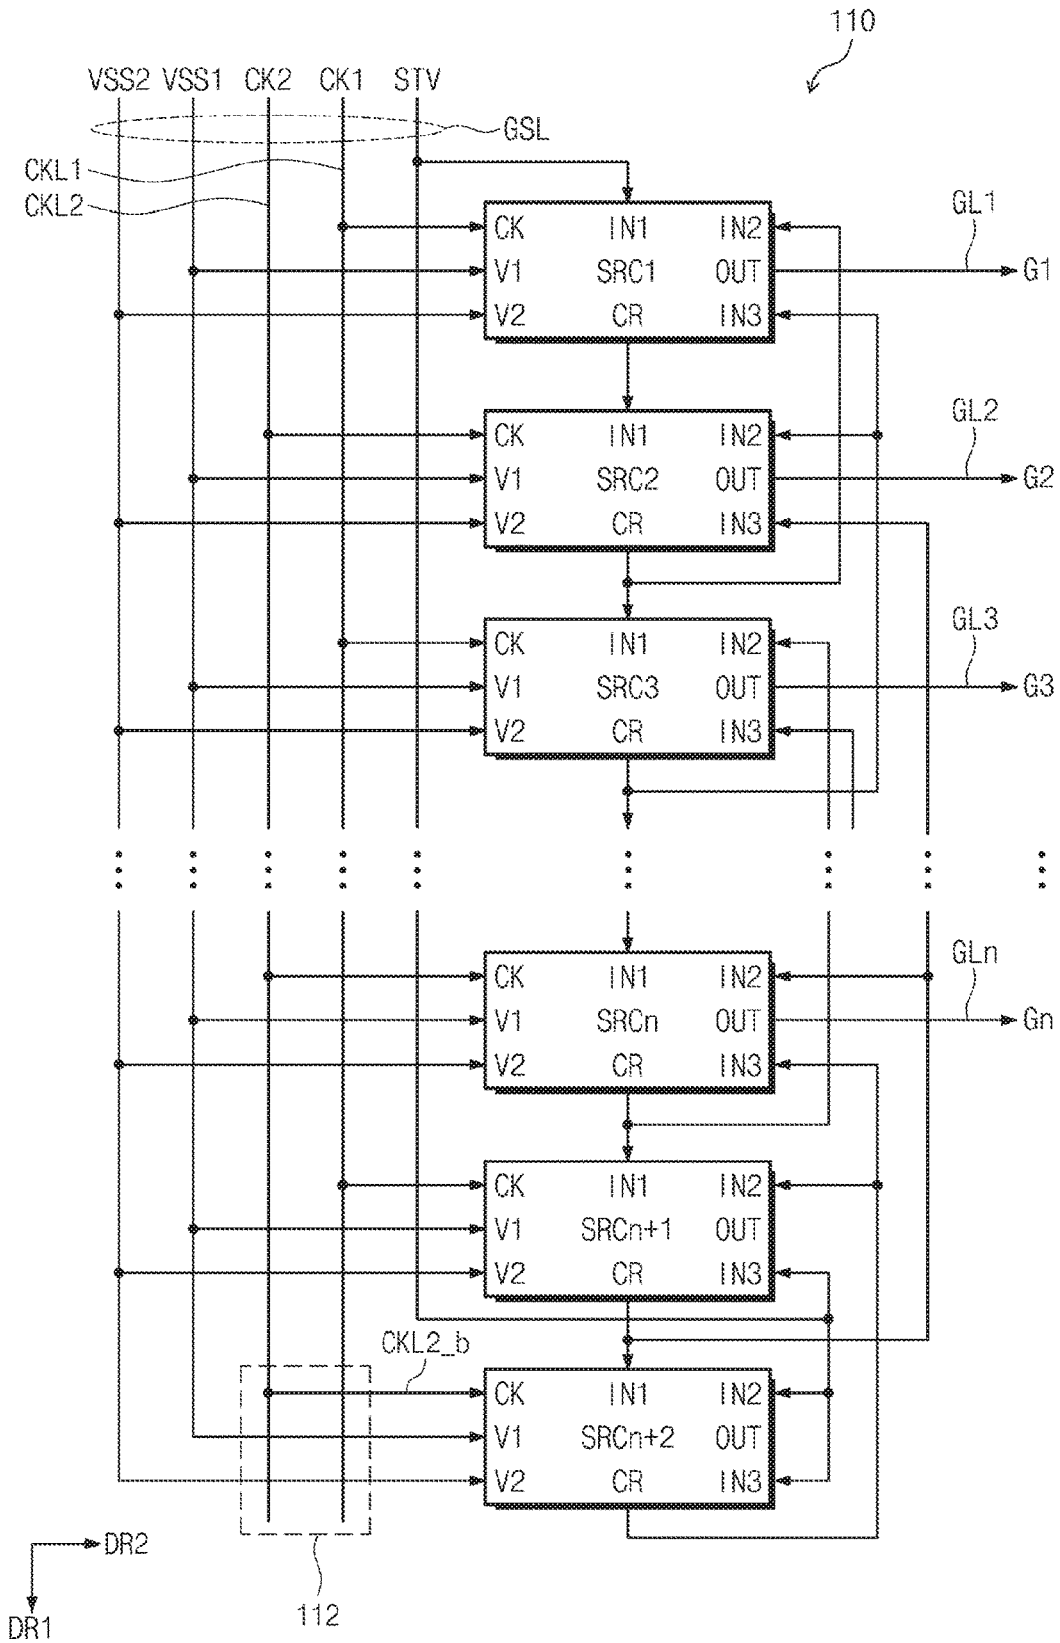 110
VSS2 VSS1 CK2 CK1 STV
GSL
CKL1
CKL2
GL1
CK IN1 IN2
V1 SRC1 OUT G1
V2 CR IN3
GL2
CK IN1 IN2
V1 SRC2 OUT G2
V2 CR IN3
GL3
CK IN1 IN2
V1 SRC3 OUT G3
V2 CR IN3
GLn
CK IN1 IN2
V1 SRCn OUT Gn
V2 CR IN3
CK IN1 IN2
V1 SRCn+1 OUT
V2 CR IN3
CKL2_b
CK IN1 IN2
V1 SRCn+2 OUT
V2 CR IN3
DR2
DR1
112